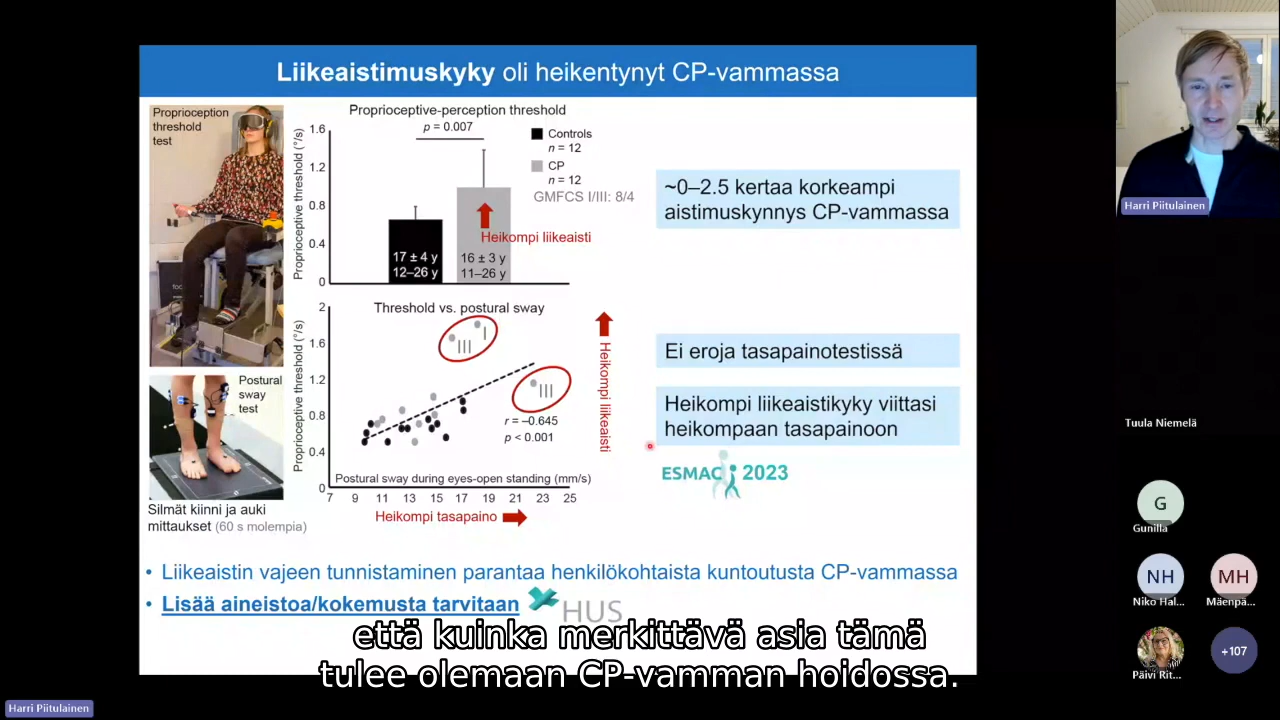 Liikeaistimuskyky oli heikentynyt CP-vammassa
Proprioception
threshold
test
Proprioceptive-perception threshold
p = 0.007
Proprioceptive threshold (°/s)
1.6
1.2
0.8
0.4
0
Controls
n = 12
CP
n = 12
GMFCS I/III: 8/4
Heikompi liikeaisti
17 ± 4 y
12–26 y
16 ± 3 y
11–26 y
~0–2.5 kertaa korkeampi
aistimuskynnys CP-vammassa
Postural
sway
test
Silmät kiinni ja auki
mittaukset (60 s molempia)
Threshold vs. postural sway
Proprioceptive threshold (°/s)
2
1.6
1.2
0.8
0.4
0
III
I
III
r = –0.645
p < 0.001
Postural sway during eyes-open standing (mm/s)
7 9 11 13 15 17 19 21 23 25
Heikompi tasapaino
Heikompi liikeaisti
Ei eroja tasapainotestissä
Heikompi liikeaistikyky viittasi
heikompaan tasapainoon
ESMAC 2023
• Liikeaistin vajeen tunnistaminen parantaa henkilökohtaista kuntoutusta CP-vammassa
• Lisää aineistoa/kokemusta tarvitaan
HUS
että kuinka merkittävä asia tämä
tulee olemaan CP-vamman hoidossa.
Harri Piitulainen
Harri Piitulainen
Tuula Niemelä
G
Gunilla
NH
Niko Hal...
MH
Mäenpä...
Päivi Rit...
+107